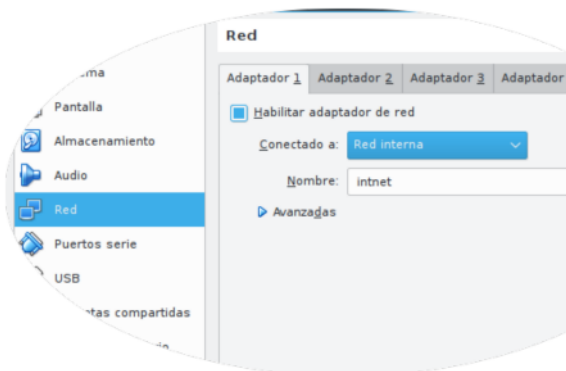 Red
Adaptador 1 Adaptador 2 Adaptador 3 Adaptador
Pantalla
Habilitar adaptador de red
Almacenamiento
Conectado a: Red interna
Audio
Nombre: intnet
Red
Avanzadas
Puertos serie
USB
compartidas